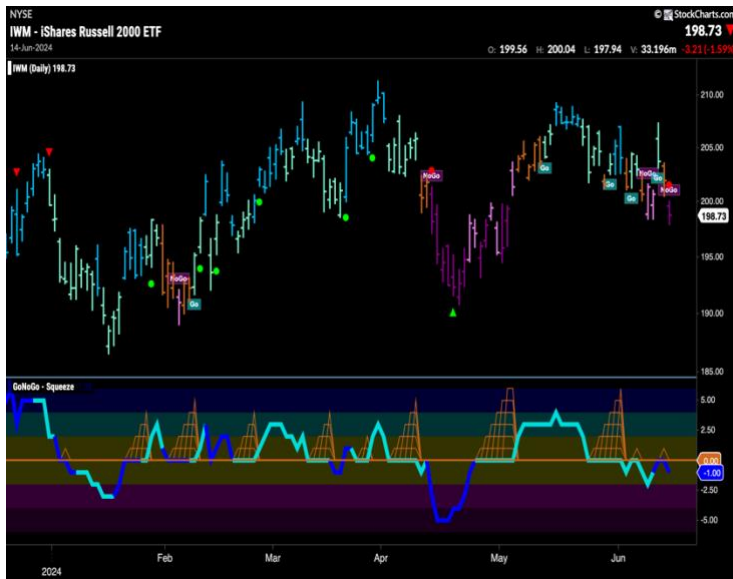 NYSE
© StockCharts.com
IWM - iShares Russell 2000 ETF
198.73
14-Jun-2024
O: 199.56 H: 200.04 L: 197.94 V: 33.196m -3.21 (-1.59%)
IWM (Daily) 198.73
210.00
205.00
NoGo
NoGo
Go
Go
Go
NoGo
Go
200.00
198.73
195.00
NoGo
Go
190.00
185.00
GoNoGo - Squeeze
5.00
2.50
0.00
-1.00
-2.50
-5.00
Feb
Mar
Apr
May
Jun
2024